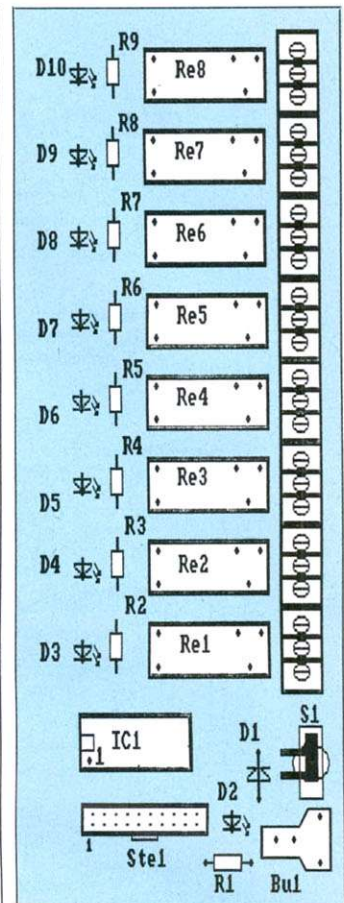 R9
D10
Re8
R8
D9
Re7
R7
D8
Re6
R6
D7
Re5
R5
D6
Re4
R4
D5
Re3
R3
D4
Re2
R2
D3
Re1
S1
IC1
D1
1
D2
1
Ste1
R1
Bu1